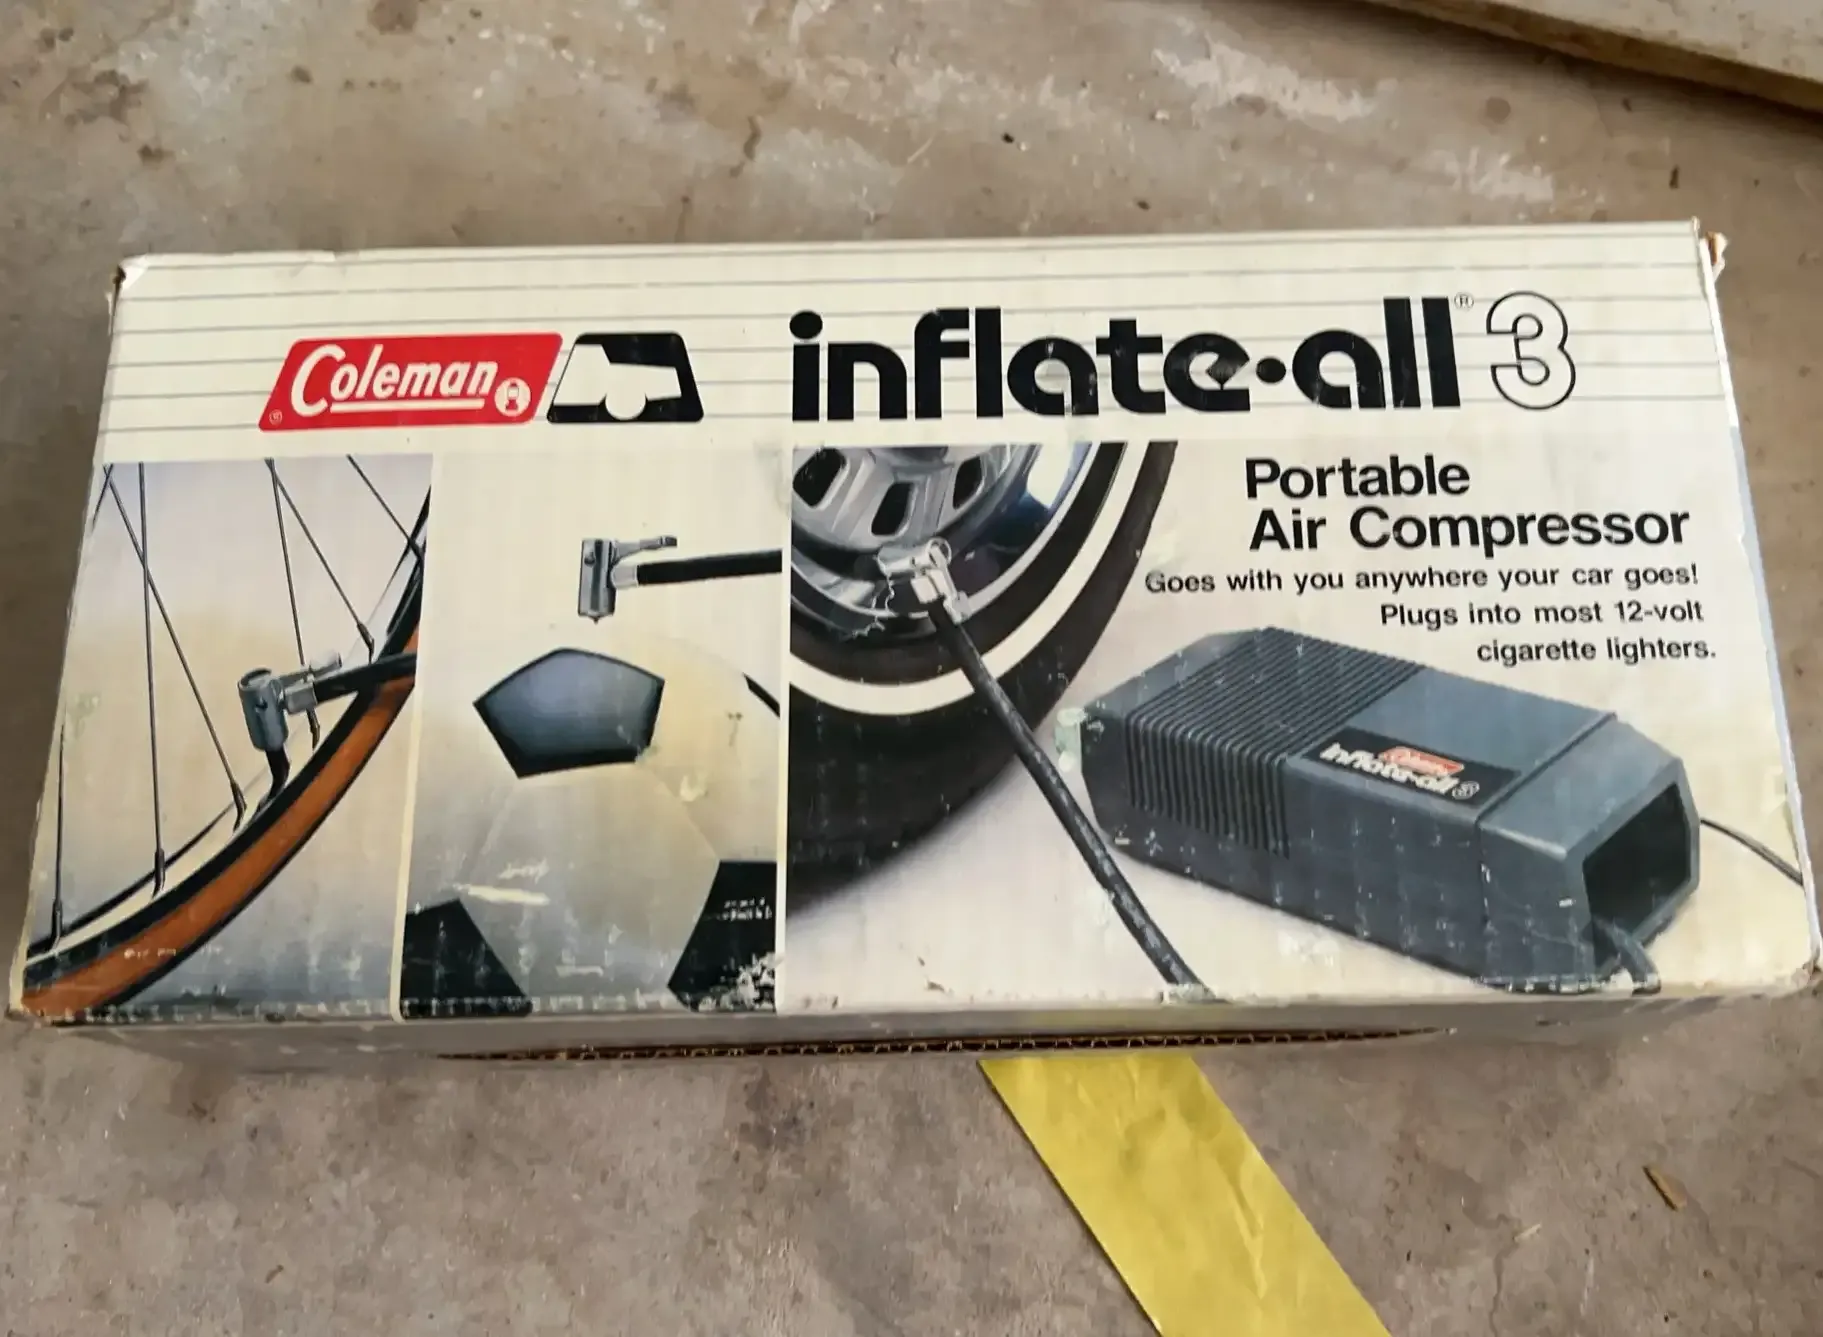 Coleman
inflate·all® 3
Portable
Air Compressor
Goes with you anywhere your car goes!
Plugs into most 12-volt
cigarette lighters.
Coleman
inflate·all 3